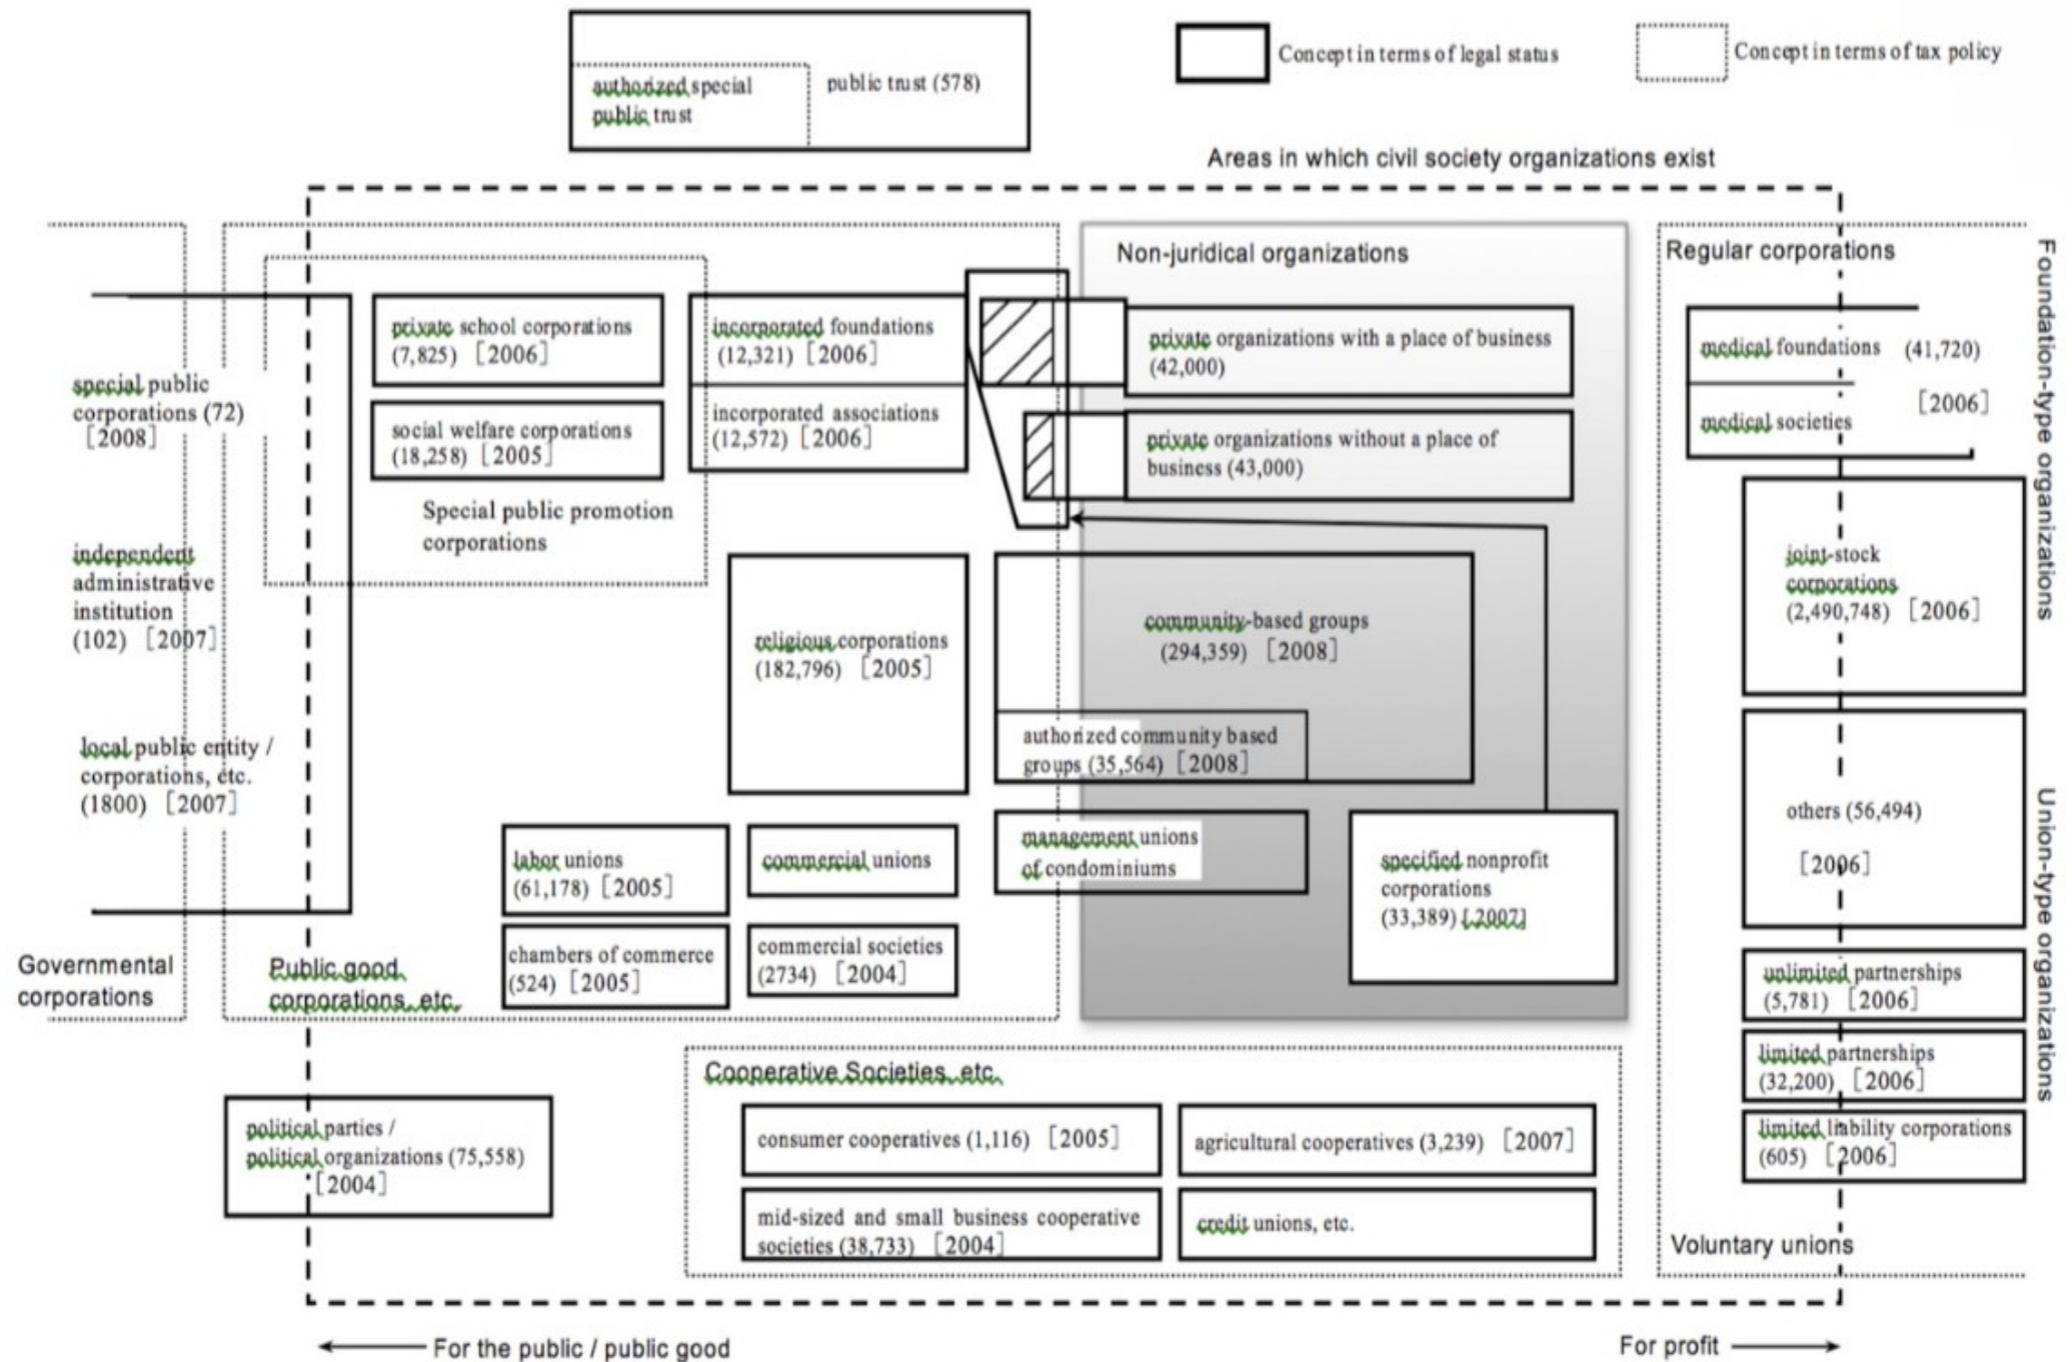 authorized special
public trust
public trust (578)
Concept in terms of legal status
Concept in terms of tax policy
Areas in which civil society organizations exist
Non-juridical organizations
Regular corporations
Foundation-type organizations
Union-type organizations
special public
corporations (72)
[2008]
independent
administrative
institution
(102) [2007]
local public entity /
corporations, etc.
(1800) [2007]
Governmental
corporations
private school corporations
(7,825) [2006]
social welfare corporations
(18,258) [2005]
Special public promotion
corporations
incorporated foundations
(12,321) [2006]
incorporated associations
(12,572) [2006]
private organizations with a place of business
(42,000)
private organizations without a place of
business (43,000)
religious corporations
(182,796) [2005]
community-based groups
(294,359) [2008]
authorized community based
groups (35,564) [2008]
labor unions
(61,178) [2005]
commercial unions
management unions
of condominiums
specified nonprofit
corporations
(33,389) [2007]
chambers of commerce
(524) [2005]
commercial societies
(2734) [2004]
Public good
corporations, etc.
medical foundations (41,720)
[2006]
medical societies
joint-stock
corporations
(2,490,748) [2006]
others (56,494)
[2006]
unlimited partnerships
(5,781) [2006]
limited partnerships
(32,200) [2006]
limited liability corporations
(605) [2006]
Voluntary unions
political parties /
political organizations (75,558)
[2004]
Cooperative Societies, etc.
consumer cooperatives (1,116) [2005]
agricultural cooperatives (3,239) [2007]
mid-sized and small business cooperative
societies (38,733) [2004]
credit unions, etc.
For the public / public good
For profit